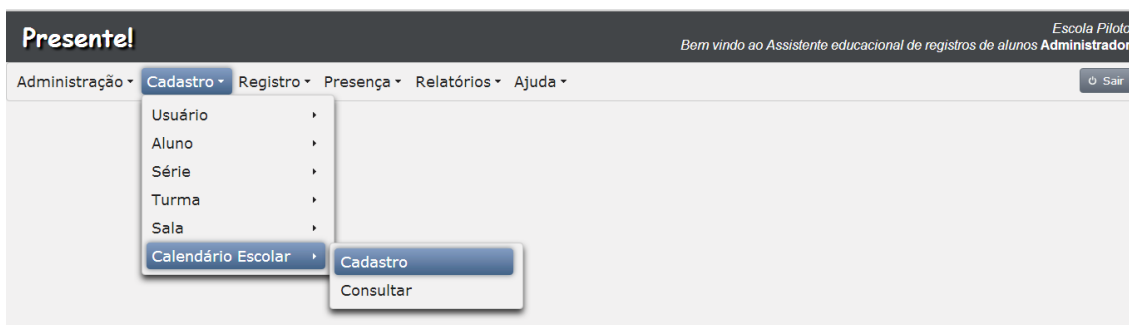 Presente!
Escola Piloto
Bem vindo ao Assistente educacional de registros de alunos Administrador
Administração Cadastro Registro Presença Relatórios Ajuda
Sair
Usuário
Aluno
Série
Turma
Sala
Calendário Escolar
Cadastro
Consultar